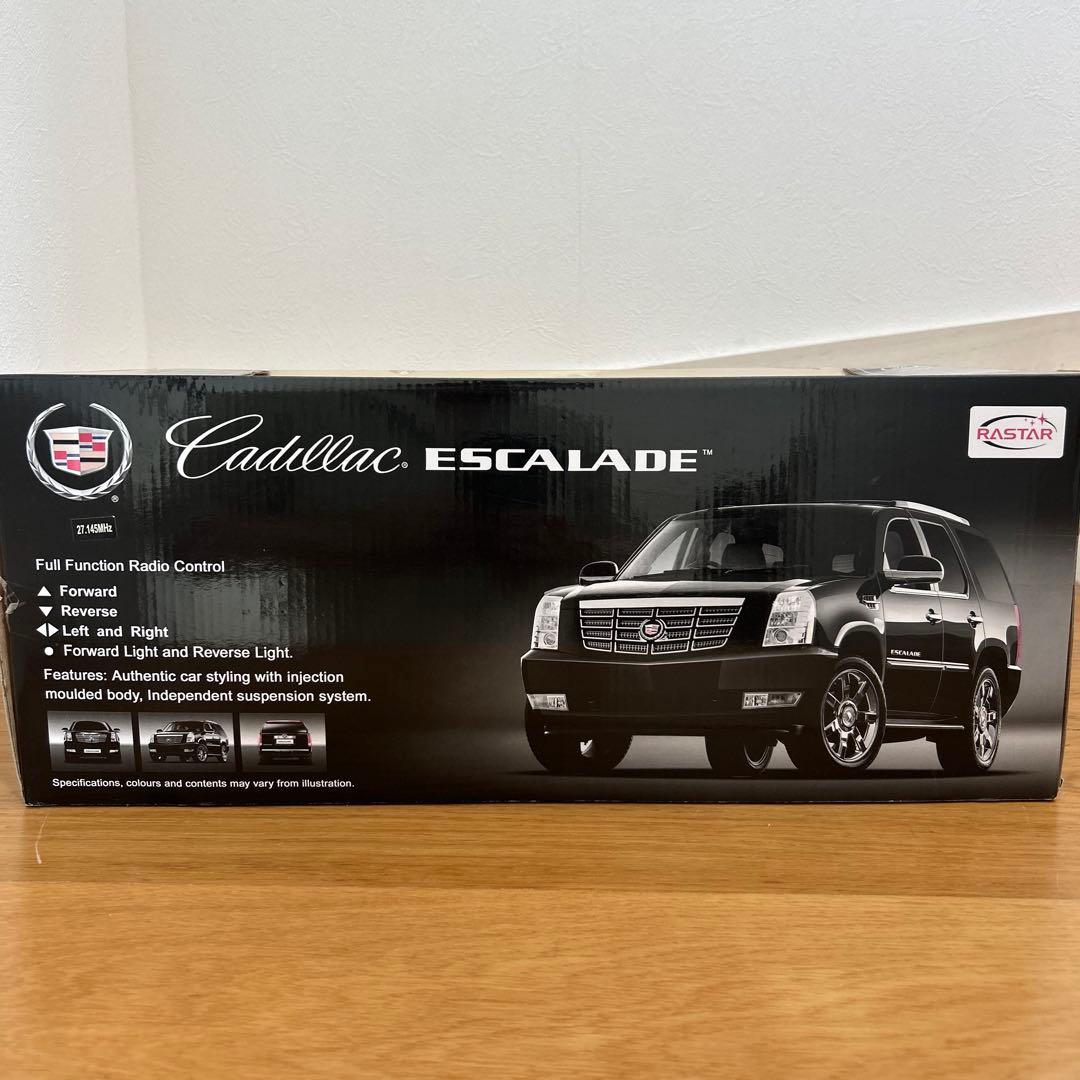 Cadillac® ESCALADE™
RASTAR
®
27.145MHz
Full Function Radio Control
▲ Forward
▼ Reverse
◀▶ Left and Right
● Forward Light and Reverse Light.
Features: Authentic car styling with injection
moulded body, Independent suspension system.
Specifications, colours and contents may vary from illustration.
ESCALADE